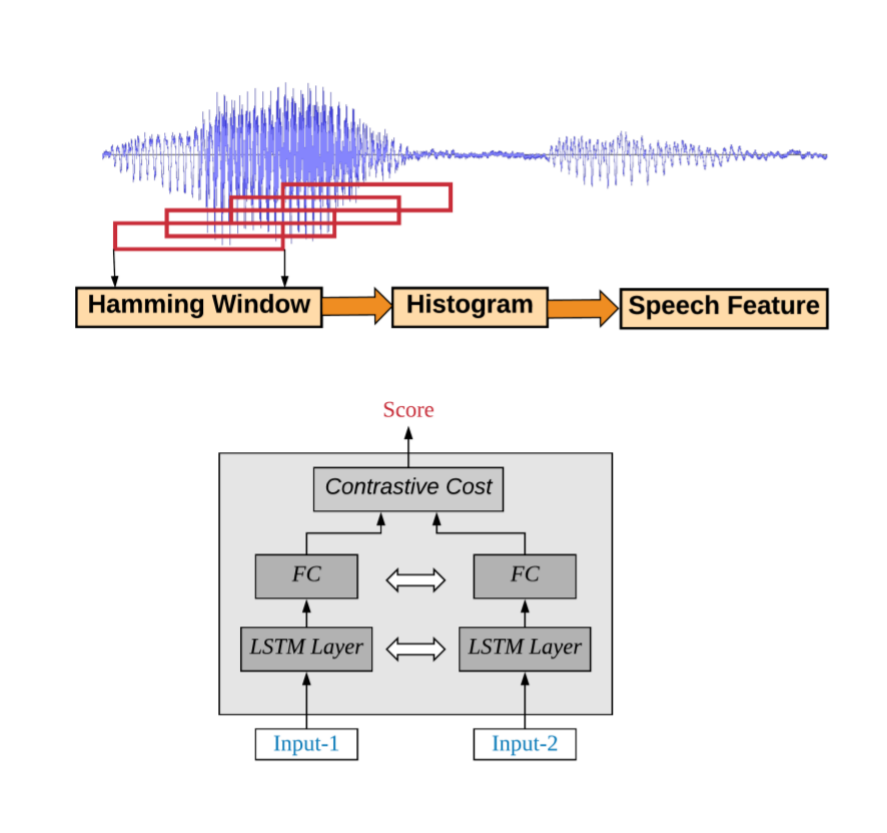 Hamming Window
Histogram
Speech Feature
Score
Contrastive Cost
FC
FC
LSTM Layer
LSTM Layer
Input-1
Input-2